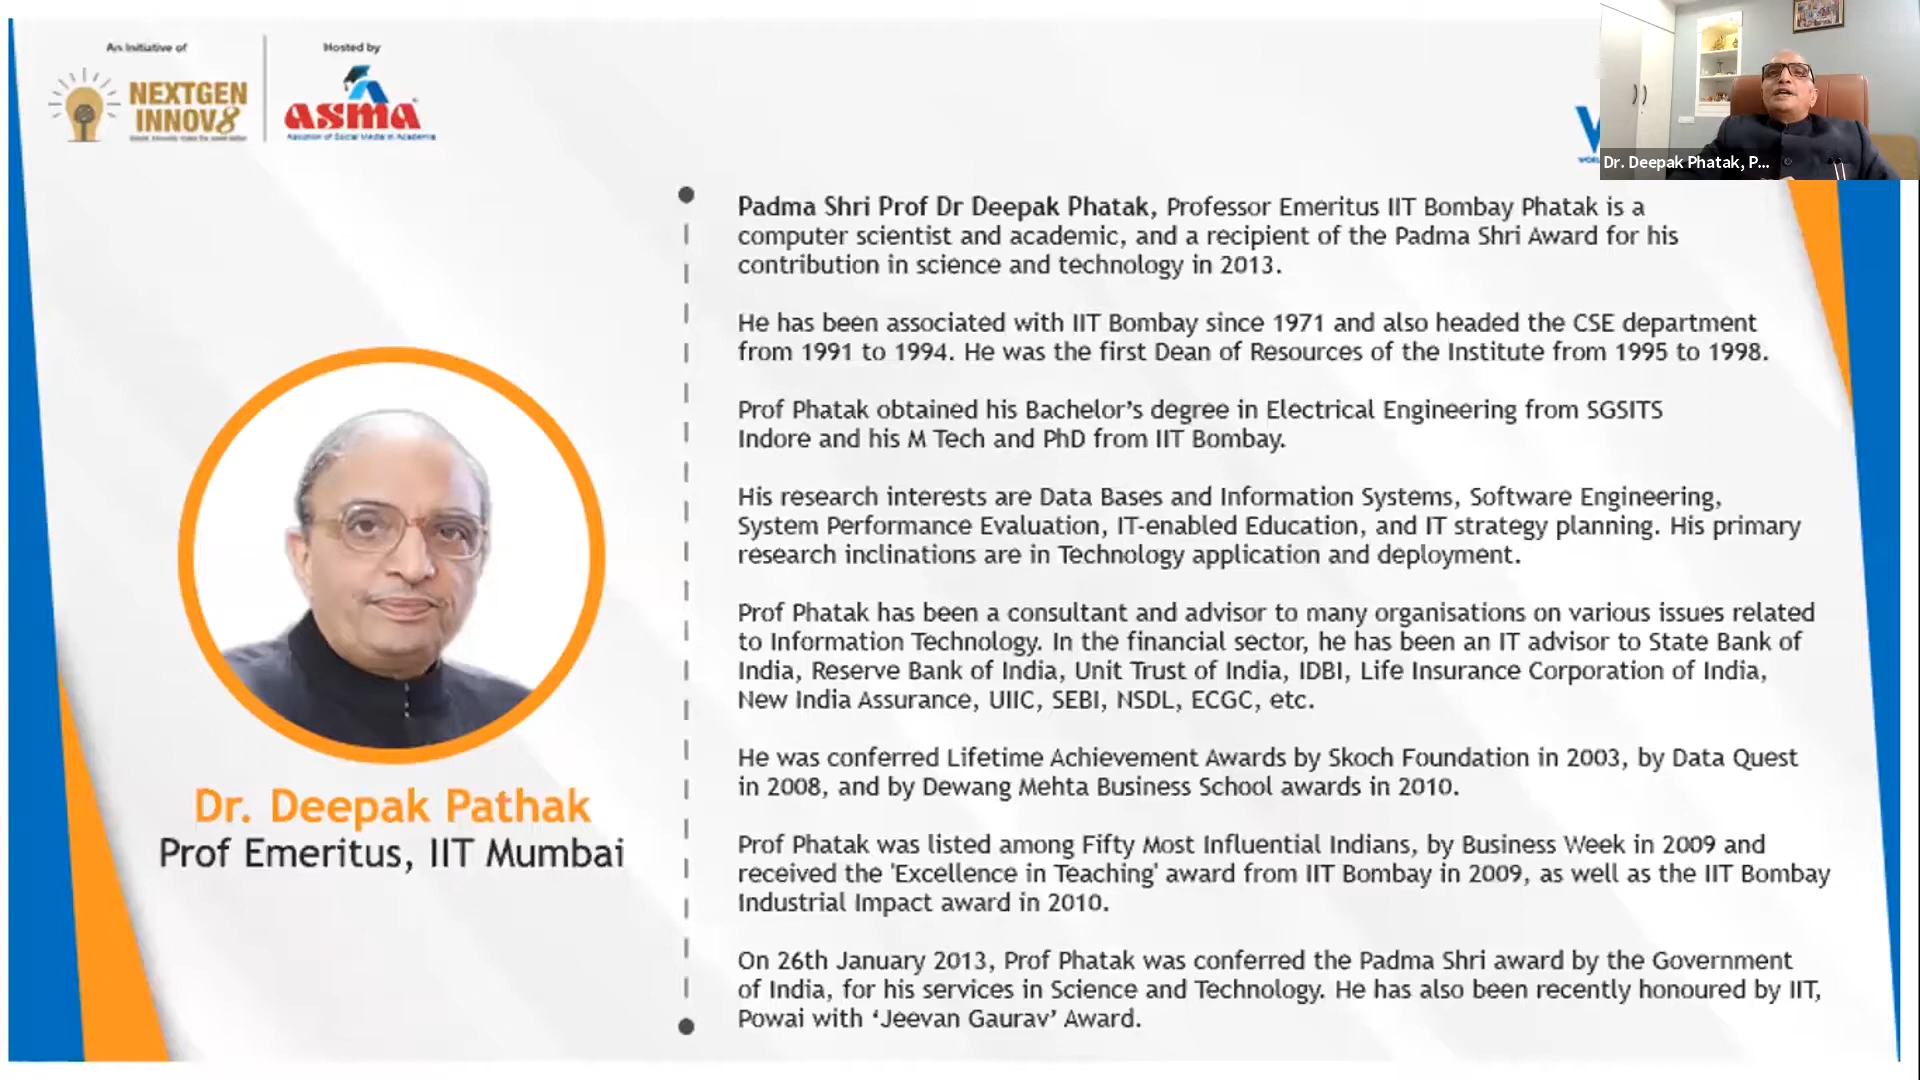 An Initiative of
NEXTGEN
INNOV8
Hosted by
asma
Adoption of Social Media in Academia
Dr. Deepak Phatak, P...
Padma Shri Prof Dr Deepak Phatak, Professor Emeritus IIT Bombay Phatak is a
computer scientist and academic, and a recipient of the Padma Shri Award for his
contribution in science and technology in 2013.
He has been associated with IIT Bombay since 1971 and also headed the CSE department
from 1991 to 1994. He was the first Dean of Resources of the Institute from 1995 to 1998.
Prof Phatak obtained his Bachelor’s degree in Electrical Engineering from SGSITS
Indore and his M Tech and PhD from IIT Bombay.
His research interests are Data Bases and Information Systems, Software Engineering,
System Performance Evaluation, IT-enabled Education, and IT strategy planning. His primary
research inclinations are in Technology application and deployment.
Prof Phatak has been a consultant and advisor to many organisations on various issues related
to Information Technology. In the financial sector, he has been an IT advisor to State Bank of
India, Reserve Bank of India, Unit Trust of India, IDBI, Life Insurance Corporation of India,
New India Assurance, UIIC, SEBI, NSDL, ECGC, etc.
He was conferred Lifetime Achievement Awards by Skoch Foundation in 2003, by Data Quest
in 2008, and by Dewang Mehta Business School awards in 2010.
Prof Phatak was listed among Fifty Most Influential Indians, by Business Week in 2009 and
received the 'Excellence in Teaching' award from IIT Bombay in 2009, as well as the IIT Bombay
Industrial Impact award in 2010.
On 26th January 2013, Prof Phatak was conferred the Padma Shri award by the Government
of India, for his services in Science and Technology. He has also been recently honoured by IIT,
Powai with ‘Jeevan Gaurav’ Award.
Dr. Deepak Pathak
Prof Emeritus, IIT Mumbai